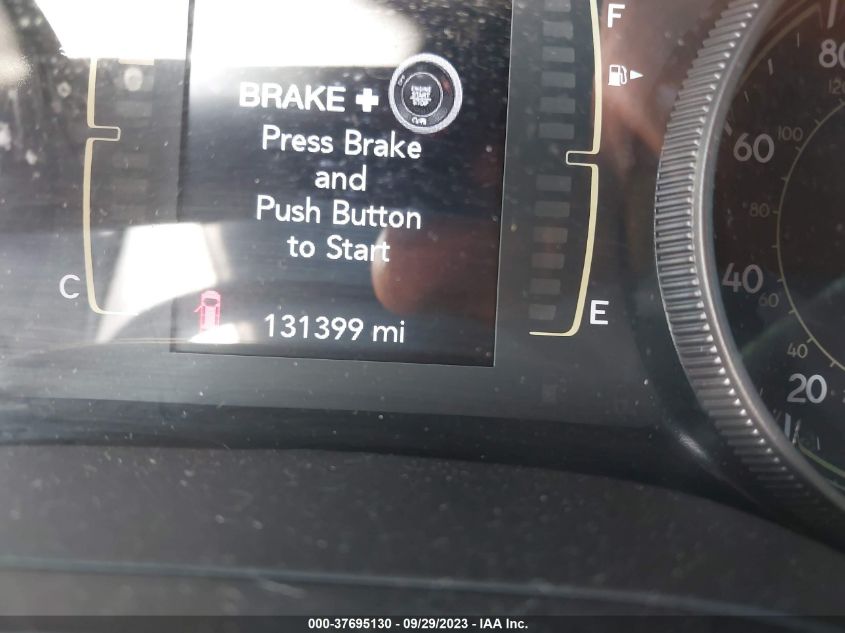 F
BRAKE + ENGINE START STOP
Press Brake
and
Push Button
to Start
C
E
131399 mi
80
60
100
80
40
60
40
20
000-37695130 - 09/29/2023 - IAA Inc.